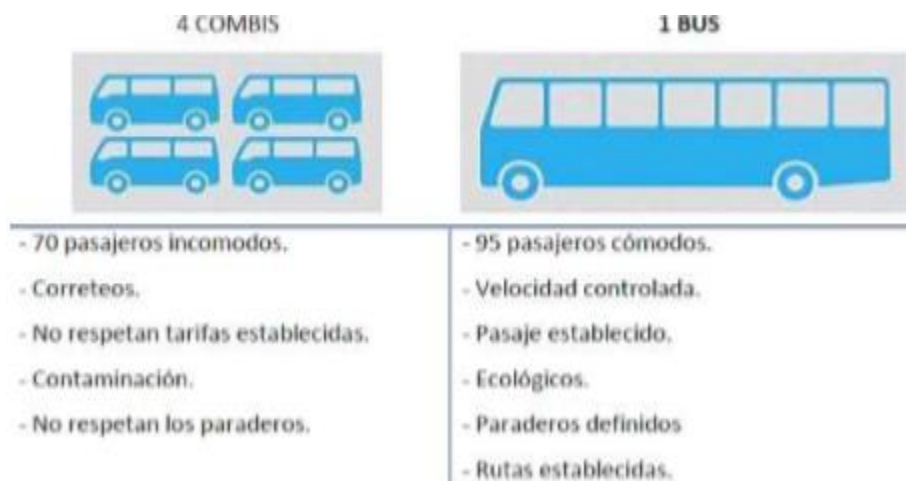 4 COMBIS
1 BUS
- 70 pasajeros incomodos.
- Correteos.
- No respetan tarifas establecidas.
- Contaminación.
- No respetan los paraderos.
- 95 pasajeros cómodos.
- Velocidad controlada.
- Pasaje establecido.
- Ecológicos.
- Paraderos definidos
- Rutas establecidas.